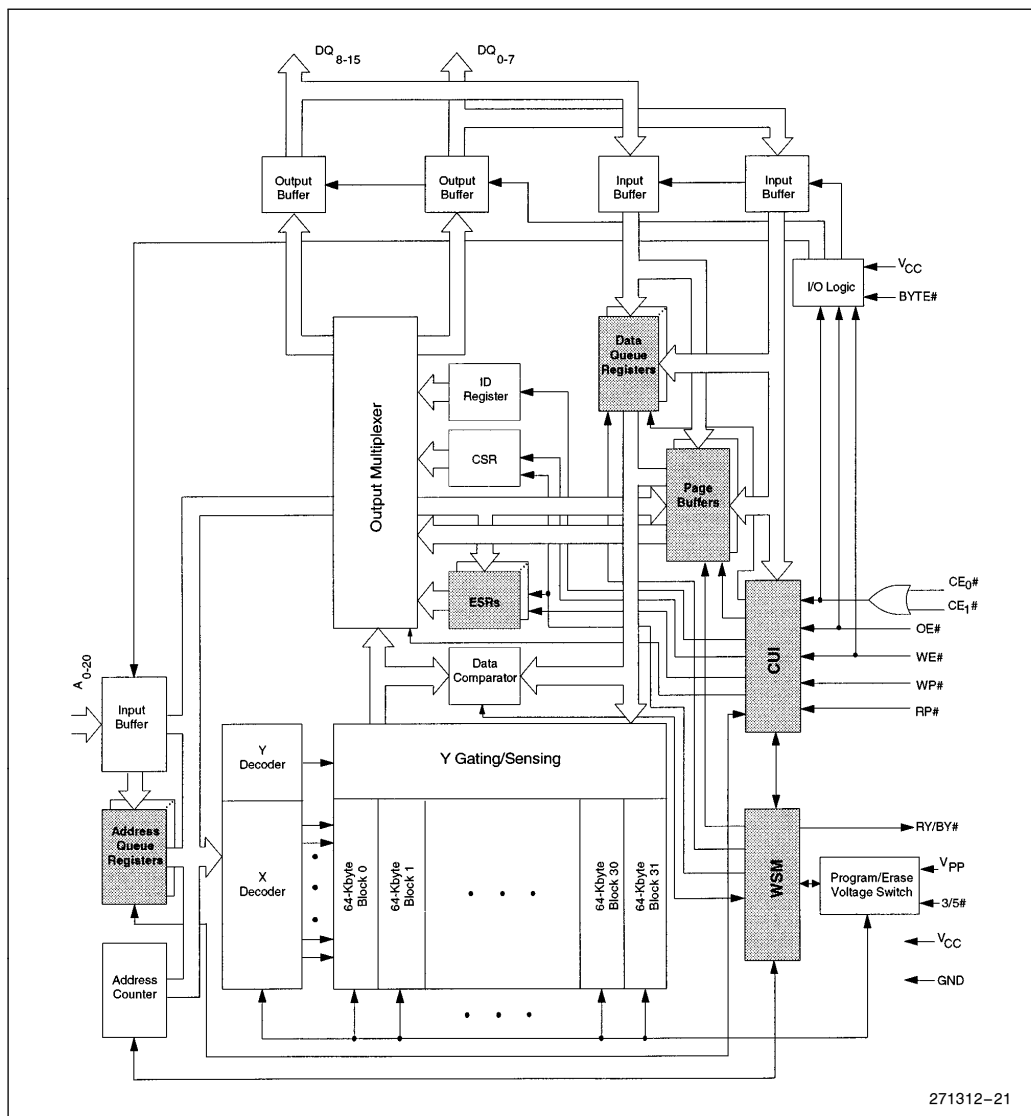 DQ8-15
DQ0-7
Output
Buffer
Output
Buffer
Input
Buffer
Input
Buffer
I/O Logic
VCC
BYTE#
Data
Queue
Registers
Output Multiplexer
ID
Register
CSR
Page
Buffers
ESRs
CE0#
CE1#
OE#
WE#
WP#
RP#
CUI
Data
Comparator
A0-20
Input
Buffer
Y
Decoder
Y Gating/Sensing
Address
Queue
Registers
X
Decoder
64-Kbyte
Block 0
64-Kbyte
Block 1
• • •
64-Kbyte
Block 30
64-Kbyte
Block 31
WSM
RY/BY#
Program/Erase
Voltage Switch
VPP
3/5#
VCC
GND
Address
Counter
• • •
271312–21